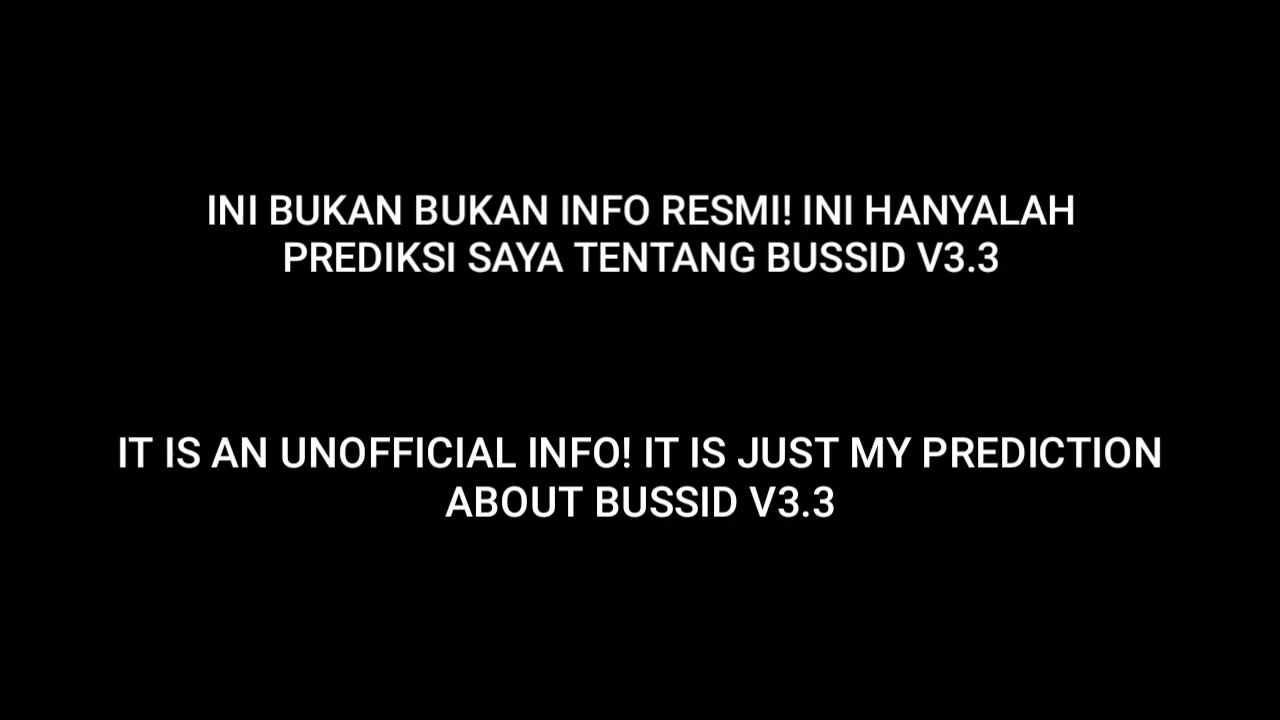 INI BUKAN BUKAN INFO RESMI! INI HANYALAH
PREDIKSI SAYA TENTANG BUSSID V3.3
IT IS AN UNOFFICIAL INFO! IT IS JUST MY PREDICTION
ABOUT BUSSID V3.3